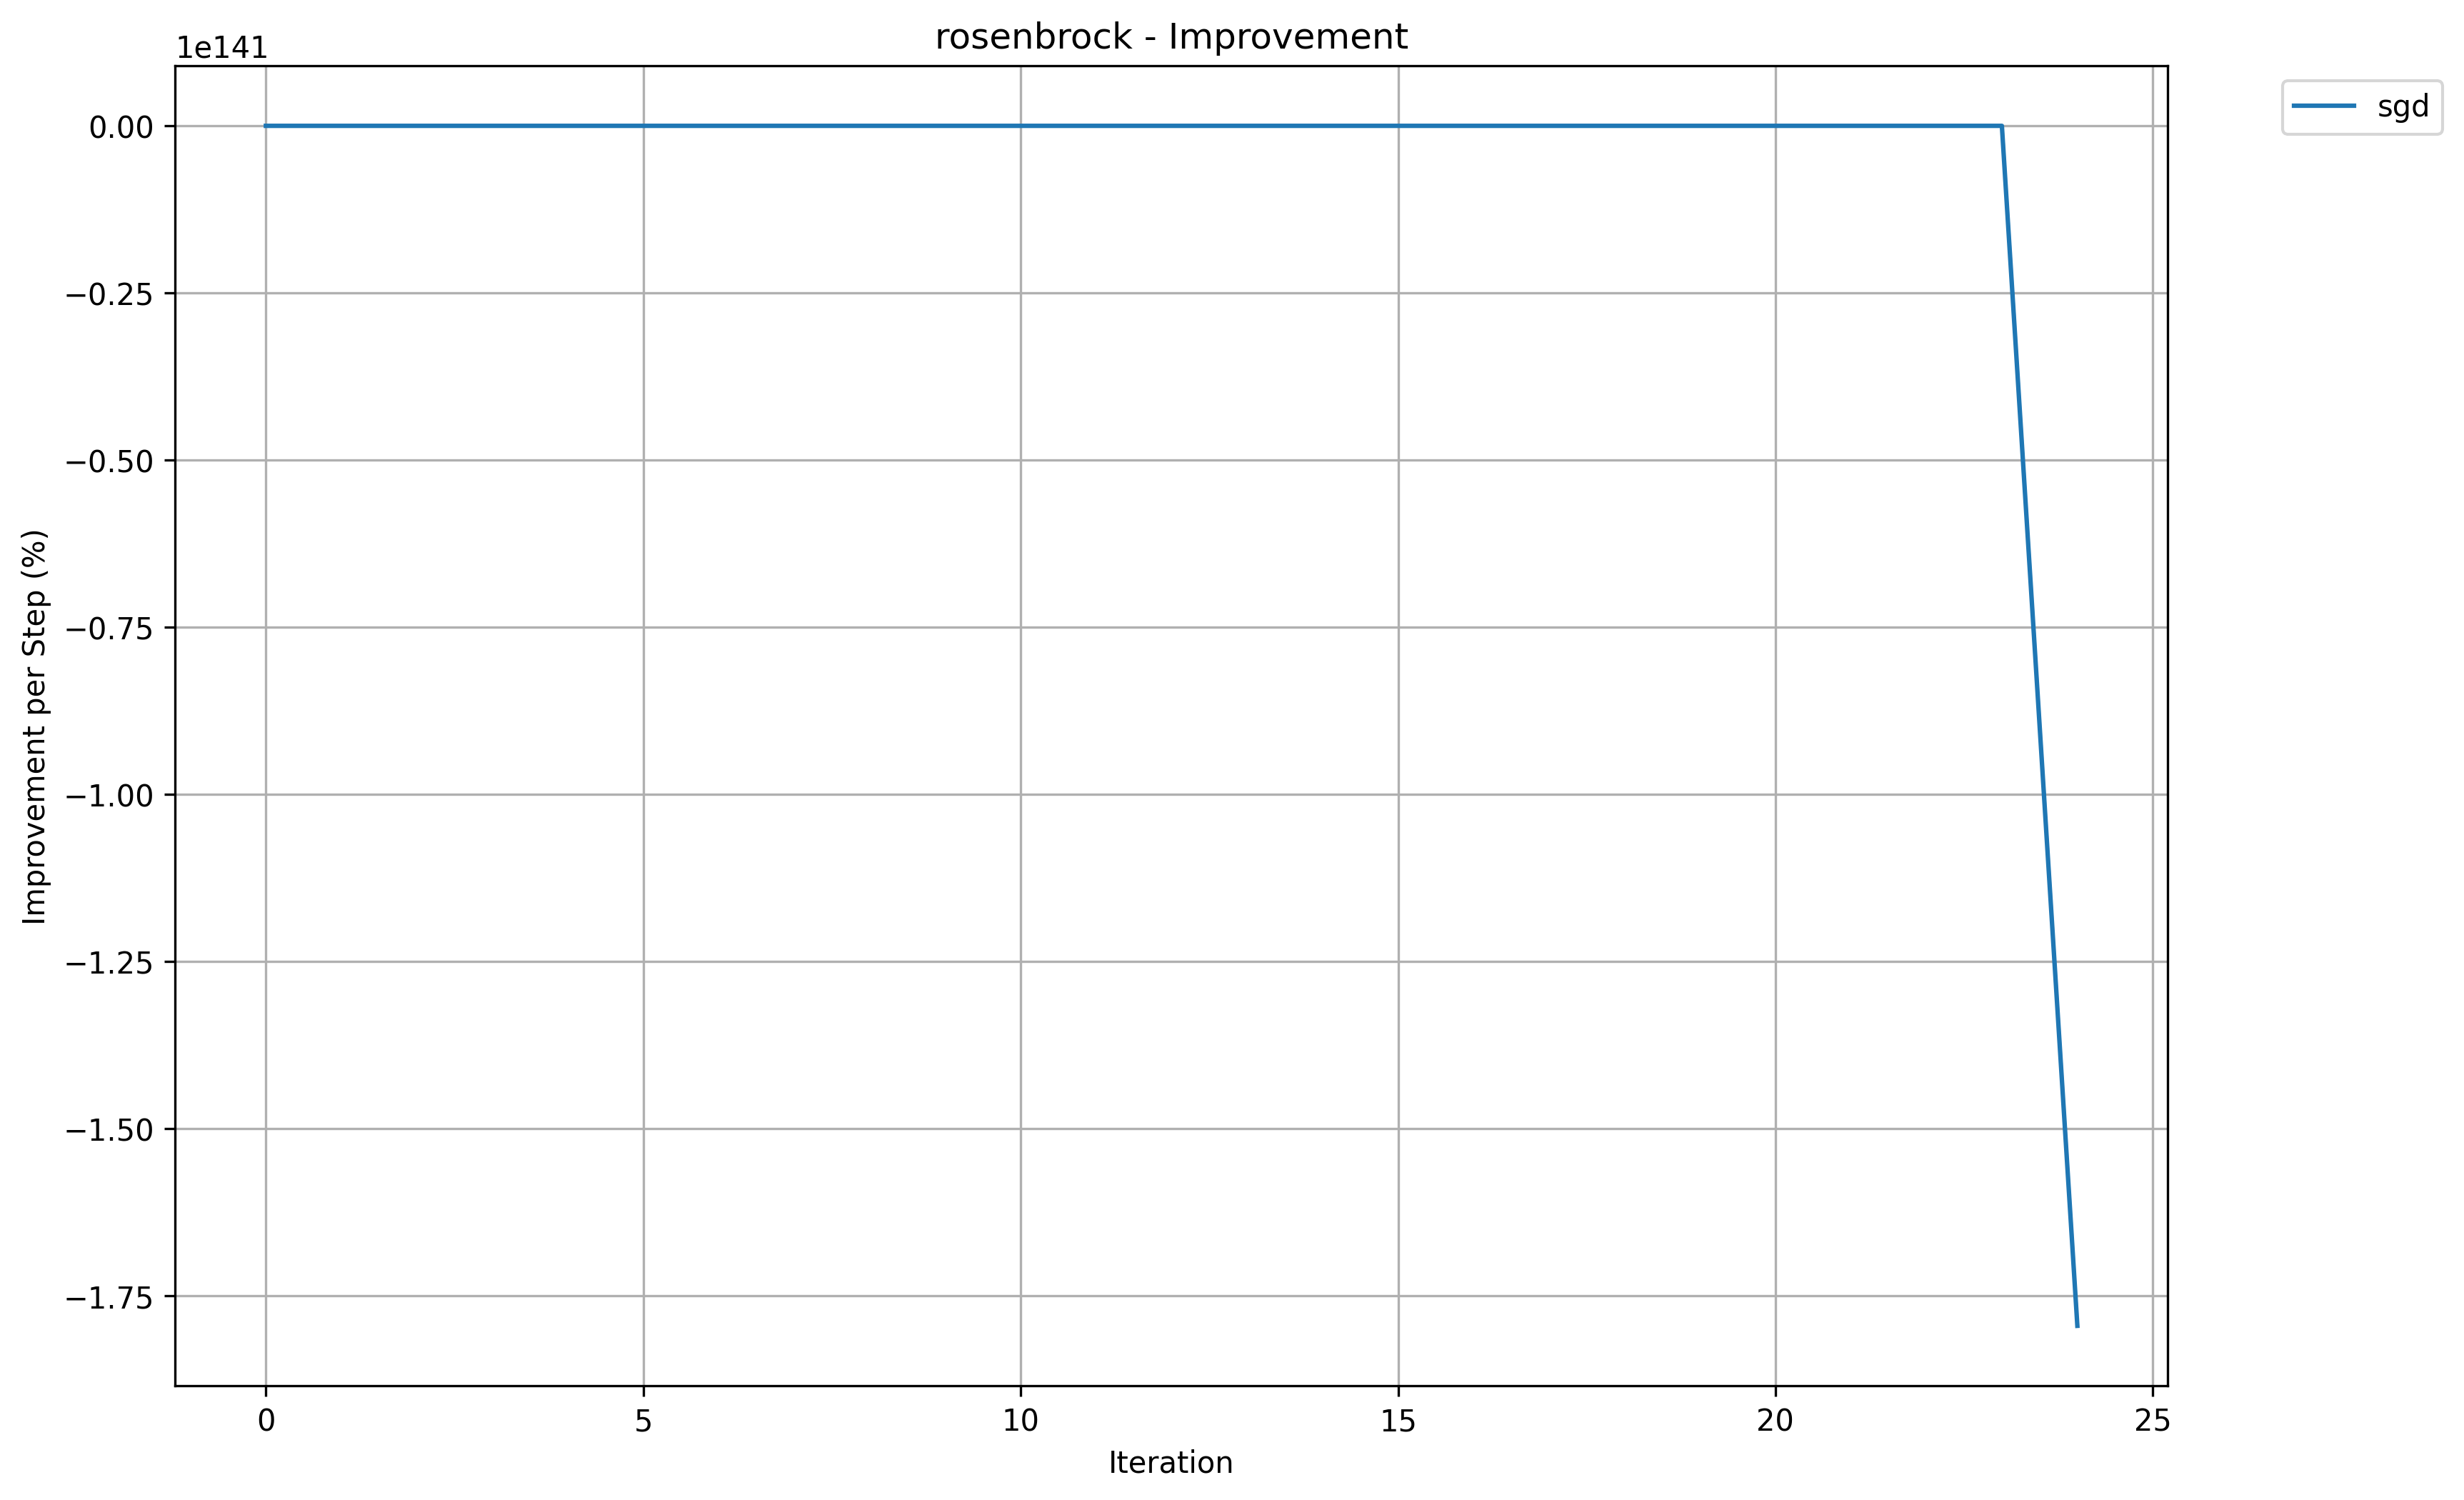 rosenbrock - Improvement
1e141
sgd
0.00
−0.25
−0.50
−0.75
−1.00
−1.25
−1.50
−1.75
Improvement per Step (%)
0 5 10 15 20 25
Iteration